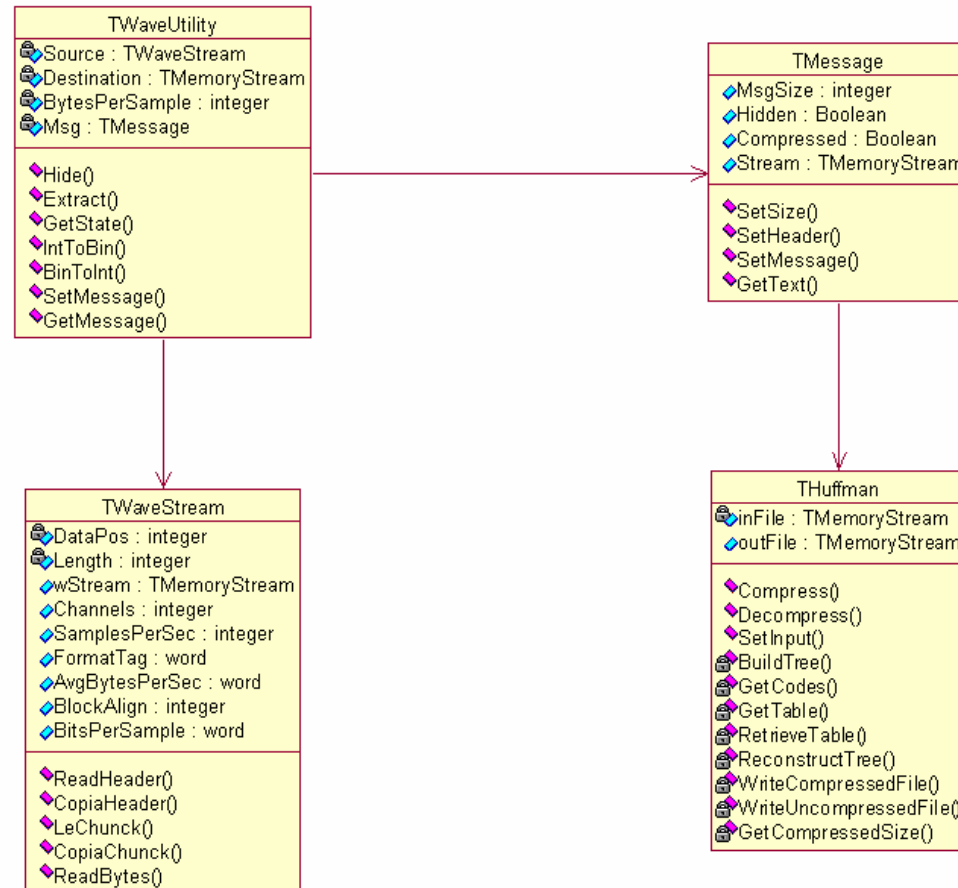 TWaveUtility
Source : TWaveStream
Destination : TMemoryStream
BytesPerSample : integer
Msg : TMessage
Hide()
Extract()
GetState()
IntToBin()
BinToInt()
SetMessage()
GetMessage()
TMessage
MsgSize : integer
Hidden : Boolean
Compressed : Boolean
Stream : TMemoryStream
SetSize()
SetHeader()
SetMessage()
GetText()
TWaveStream
DataPos : integer
Length : integer
wStream : TMemoryStream
Channels : integer
SamplesPerSec : integer
FormatTag : word
AvgBytesPerSec : word
BlockAlign : integer
BitsPerSample : word
ReadHeader()
CopiaHeader()
LeChunck()
CopiaChunck()
ReadBytes()
THuffman
inFile : TMemoryStream
outFile : TMemoryStream
Compress()
Decompress()
SetInput()
BuildTree()
GetCodes()
GetTable()
RetrieveTable()
ReconstructTree()
WriteCompressedFile()
WriteUncompressedFile()
GetCompressedSize()